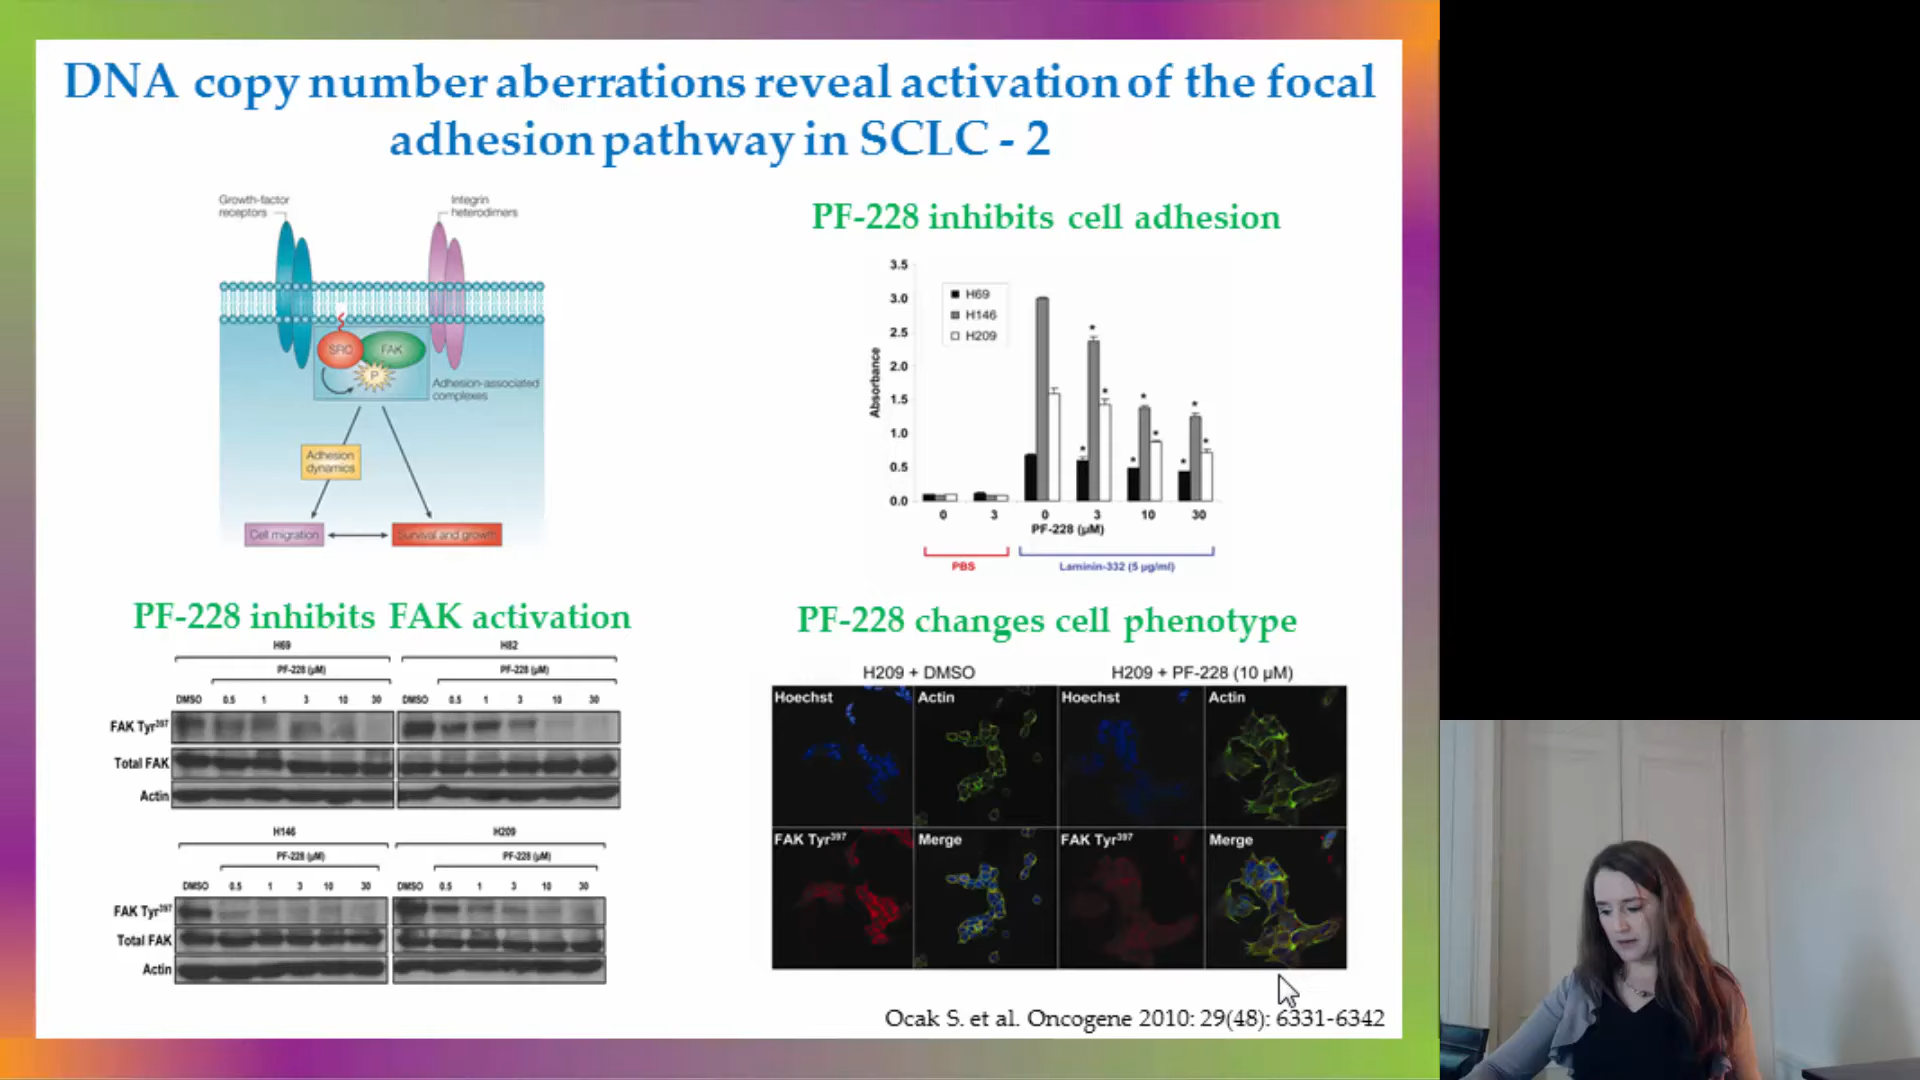 DNA copy number aberrations reveal activation of the focal
adhesion pathway in SCLC - 2
Growth-factor
receptors
Integrin
heterodimers
SRC
FAK
P
Adhesion-associated
complexes
Adhesion
dynamics
Cell migration
Survival and growth
PF-228 inhibits cell adhesion
3.5
3.0
2.5
2.0
1.5
1.0
0.5
0.0
Absorbance
H69
H146
H209
* * * * * * * * *
0 3 0 3 10 30
PF-228 (µM)
PBS
Laminin-332 (5 µg/ml)
PF-228 inhibits FAK activation
H69 H82
PF-228 (µM) PF-228 (µM)
DMSO 0.5 1 3 10 30 DMSO 0.5 1 3 10 30
FAK Tyr³⁹⁷
Total FAK
Actin
H146 H209
PF-228 (µM) PF-228 (µM)
DMSO 0.5 1 3 10 30 DMSO 0.5 1 3 10 30
FAK Tyr³⁹⁷
Total FAK
Actin
PF-228 changes cell phenotype
H209 + DMSO H209 + PF-228 (10 µM)
Hoechst Actin Hoechst Actin
FAK Tyr³⁹⁷ Merge FAK Tyr³⁹⁷ Merge
Ocak S. et al. Oncogene 2010: 29(48): 6331-6342